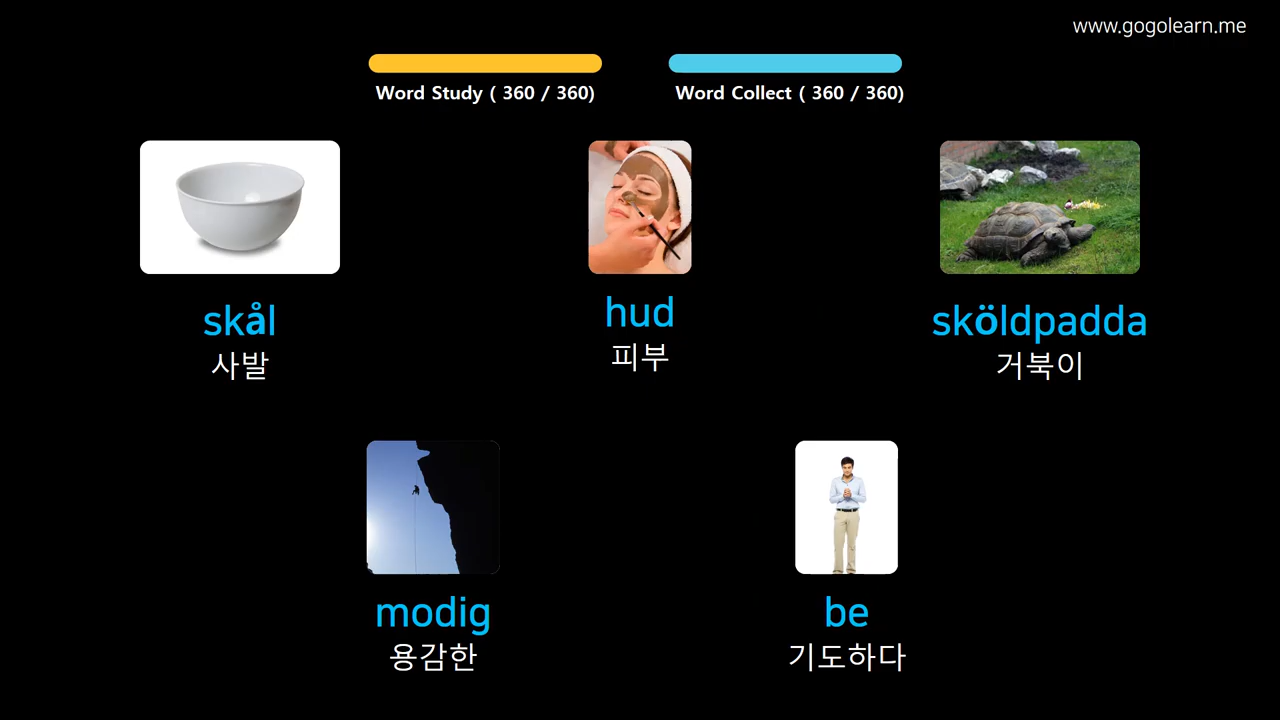 www.gogolearn.me
Word Study ( 360 / 360)
Word Collect ( 360 / 360)
skål
사발
hud
피부
sköldpadda
거북이
modig
용감한
be
기도하다